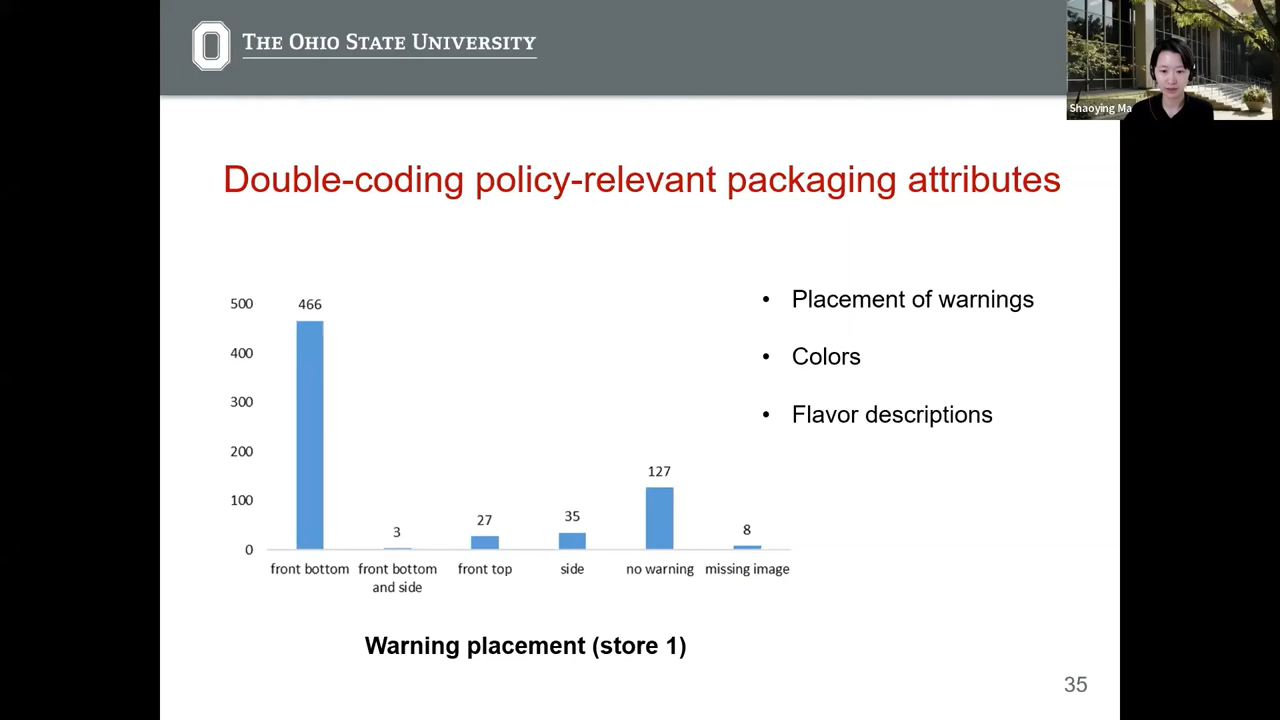 THE OHIO STATE UNIVERSITY
Shaoying Ma
Double-coding policy-relevant packaging attributes
500
400
300
200
100
0
466
3
27
35
127
8
front bottom
front bottom
and side
front top
side
no warning
missing image
Warning placement (store 1)
• Placement of warnings
• Colors
• Flavor descriptions
35